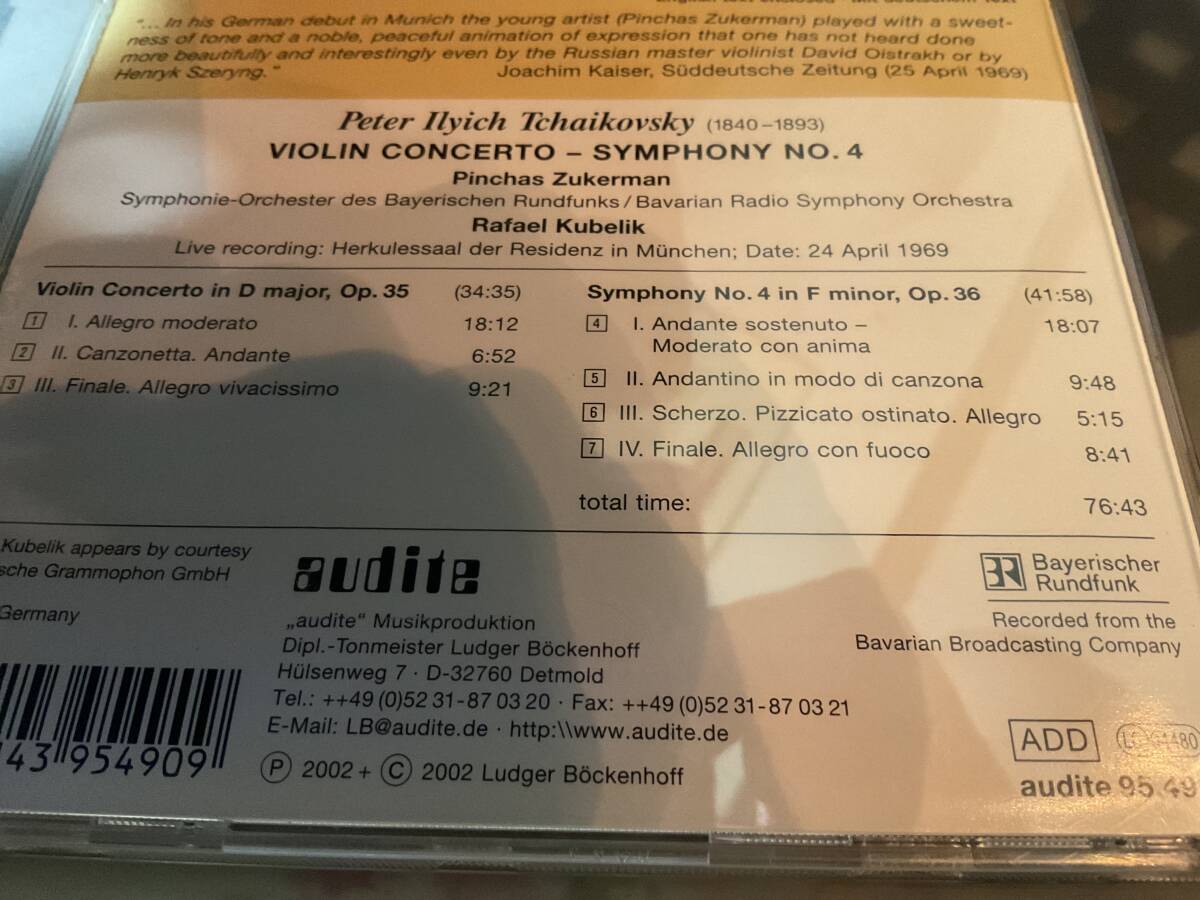 English text enclosed · Mit deutschem Text
"... In his German debut in Munich the young artist (Pinchas Zukerman) played with a sweet-
ness of tone and a noble, peaceful animation of expression that one has not heard done
more beautifully and interestingly even by the Russian master violinist David Oistrakh or by
Henryk Szeryng." Joachim Kaiser, Süddeutsche Zeitung (25 April 1969)
Peter Ilyich Tchaikovsky (1840–1893)
VIOLIN CONCERTO – SYMPHONY NO. 4
Pinchas Zukerman
Symphonie-Orchester des Bayerischen Rundfunks / Bavarian Radio Symphony Orchestra
Rafael Kubelik
Live recording: Herkulessaal der Residenz in München; Date: 24 April 1969
Violin Concerto in D major, Op. 35 (34:35)
1 I. Allegro moderato 18:12
2 II. Canzonetta. Andante 6:52
3 III. Finale. Allegro vivacissimo 9:21
Symphony No. 4 in F minor, Op. 36 (41:58)
4 I. Andante sostenuto – 18:07
Moderato con anima
5 II. Andantino in modo di canzona 9:48
6 III. Scherzo. Pizzicato ostinato. Allegro 5:15
7 IV. Finale. Allegro con fuoco 8:41
total time: 76:43
Kubelik appears by courtesy
sche Grammophon GmbH
Germany
43 954909
audite
„audite“ Musikproduktion
Dipl.-Tonmeister Ludger Böckenhoff
Hülsenweg 7 · D-32760 Detmold
Tel.: ++49 (0)52 31-87 03 20 · Fax: ++49 (0)52 31-87 03 21
E-Mail: LB@audite.de · http:\\www.audite.de
Ⓟ 2002 + © 2002 Ludger Böckenhoff
BR Bayerischer
Rundfunk
Recorded from the
Bavarian Broadcasting Company
ADD
audite 95.49